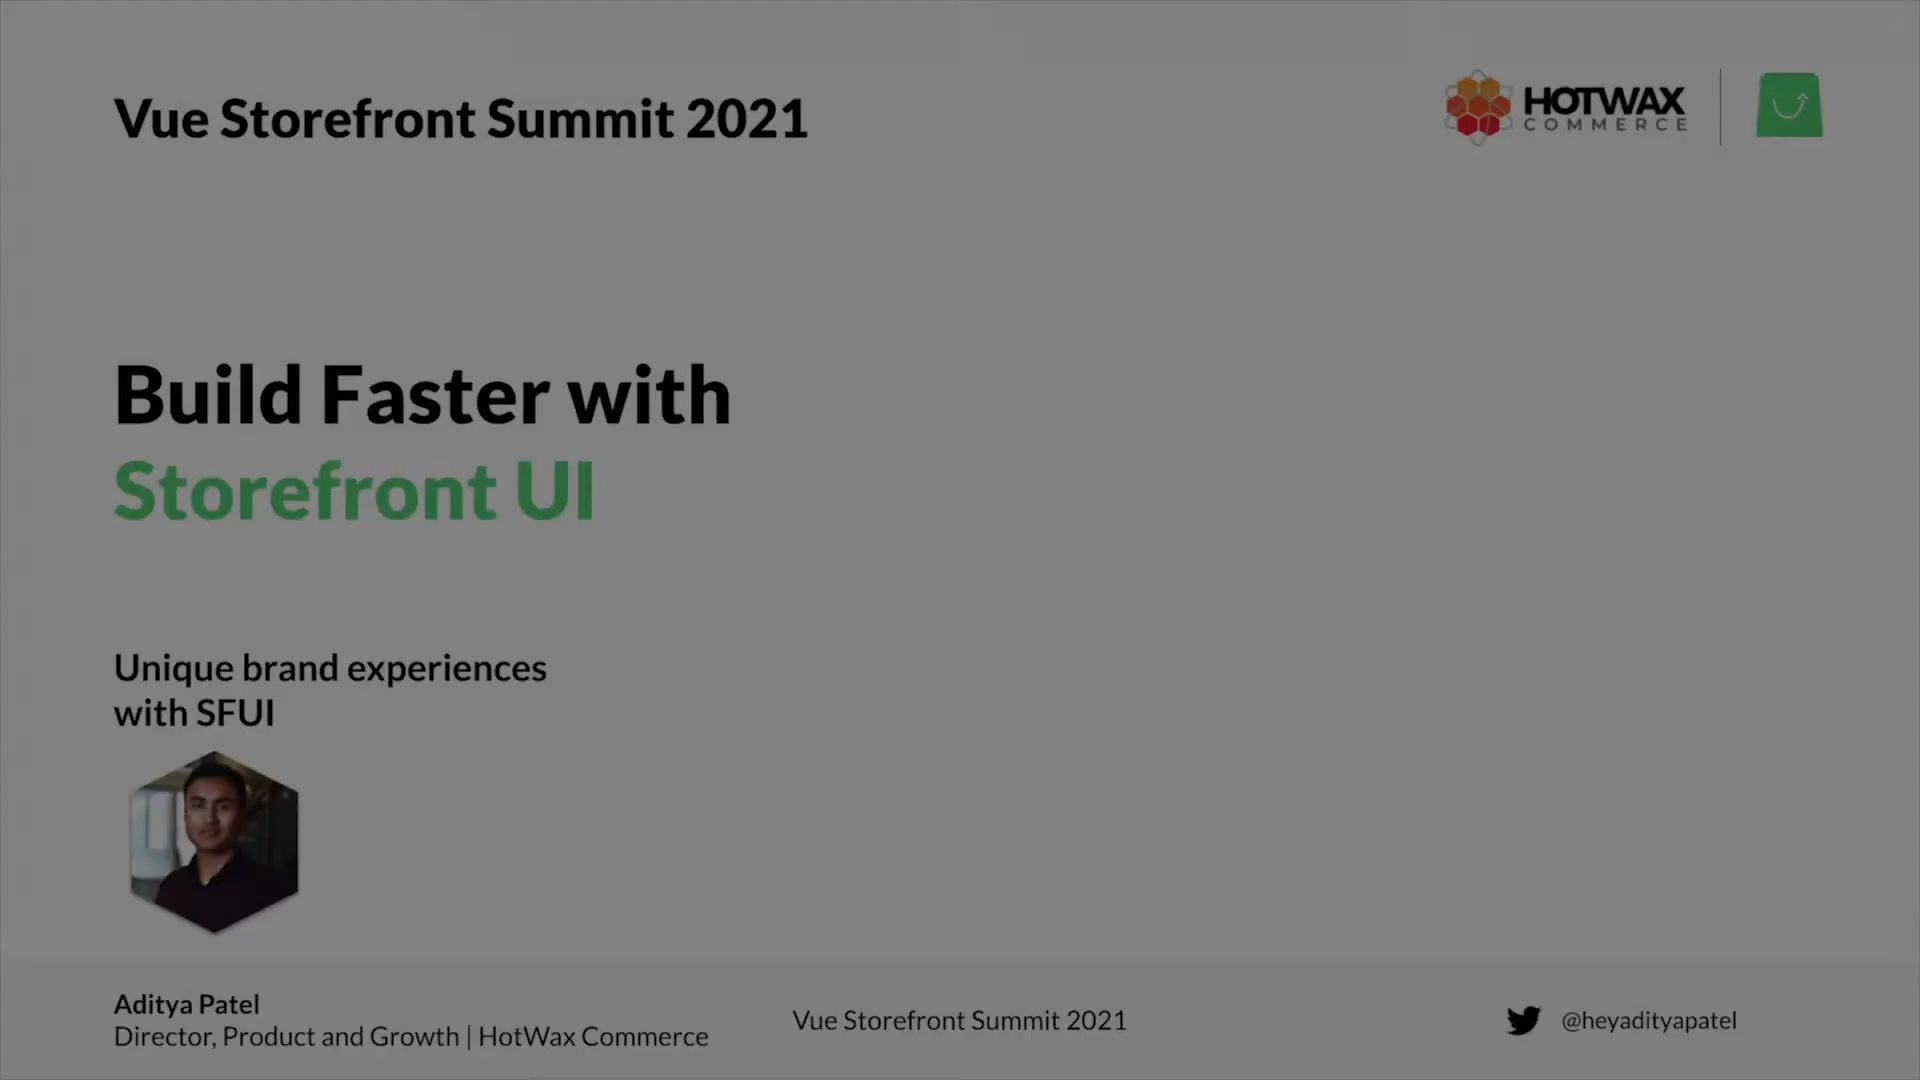 Vue Storefront Summit 2021
HOTWAX
COMMERCE
Build Faster with
Storefront UI
Unique brand experiences
with SFUI
Aditya Patel
Director, Product and Growth | HotWax Commerce
Vue Storefront Summit 2021
@heyadityapatel